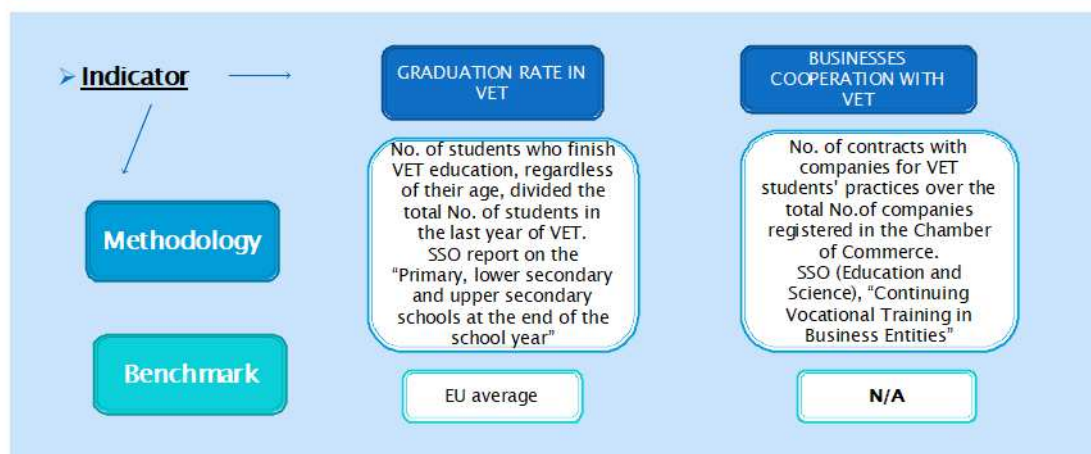 Indicator
GRADUATION RATE IN
VET
BUSINESSES
COOPERATION WITH
VET
Methodology
No. of students who finish
VET education, regardless
of their age, divided the
total No. of students in
the last year of VET.
SSO report on the
“Primary, lower secondary
and upper secondary
schools at the end of the
school year”
No. of contracts with
companies for VET
students' practices over the
total No.of companies
registered in the Chamber
of Commerce.
SSO (Education and
Science), “Continuing
Vocational Training in
Business Entities”
Benchmark
EU average
N/A